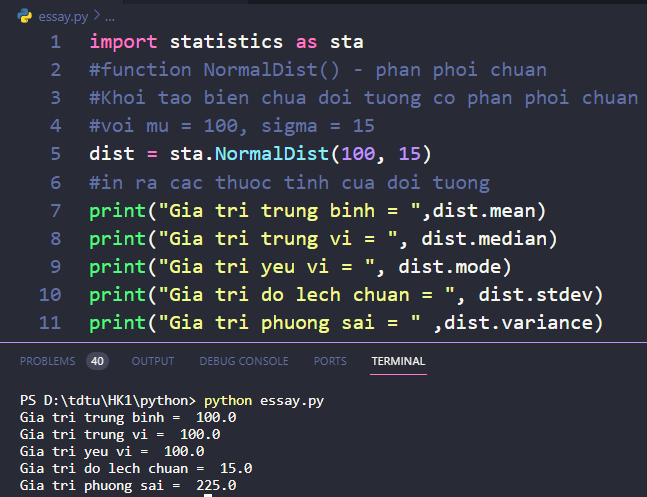 essay.py > ...
1 import statistics as sta
2 #function NormalDist() - phan phoi chuan
3 #Khoi tao bien chua doi tuong co phan phoi chuan
4 #voi mu = 100, sigma = 15
5 dist = sta.NormalDist(100, 15)
6 #in ra cac thuoc tinh cua doi tuong
7 print("Gia tri trung binh = ",dist.mean)
8 print("Gia tri trung vi = ", dist.median)
9 print("Gia tri yeu vi = ", dist.mode)
10 print("Gia tri do lech chuan = ", dist.stdev)
11 print("Gia tri phuong sai = " ,dist.variance)
PROBLEMS 40 OUTPUT DEBUG CONSOLE PORTS TERMINAL
PS D:\tdtu\HK1\python> python essay.py
Gia tri trung binh =  100.0
Gia tri trung vi =  100.0
Gia tri yeu vi =  100.0
Gia tri do lech chuan =  15.0
Gia tri phuong sai =  225.0